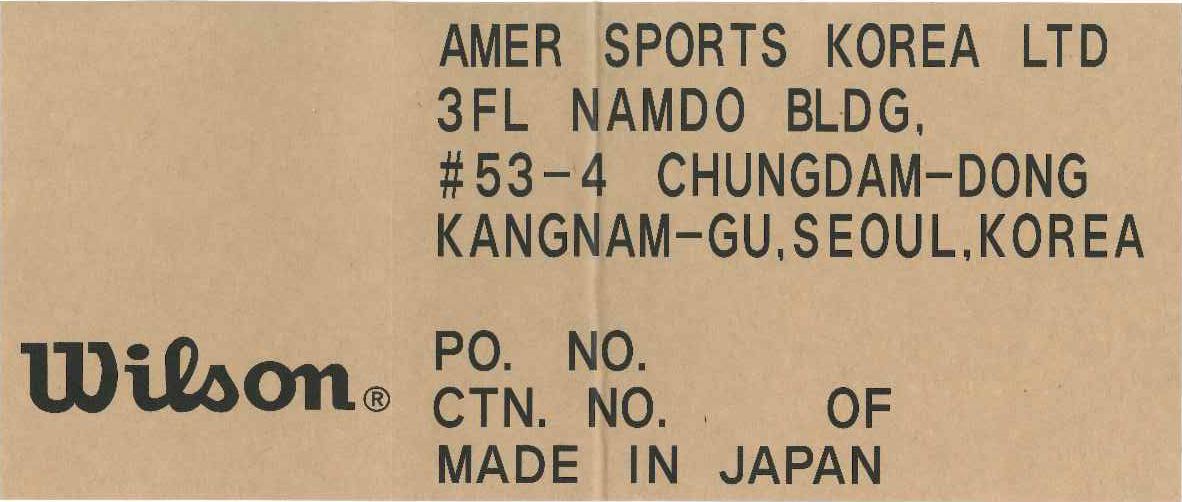 AMER SPORTS KOREA LTD
3FL NAMDO BLDG,
#53-4 CHUNGDAM-DONG
KANGNAM-GU,SEOUL,KOREA
Wilson®
PO. NO.
CTN. NO. OF
MADE IN JAPAN